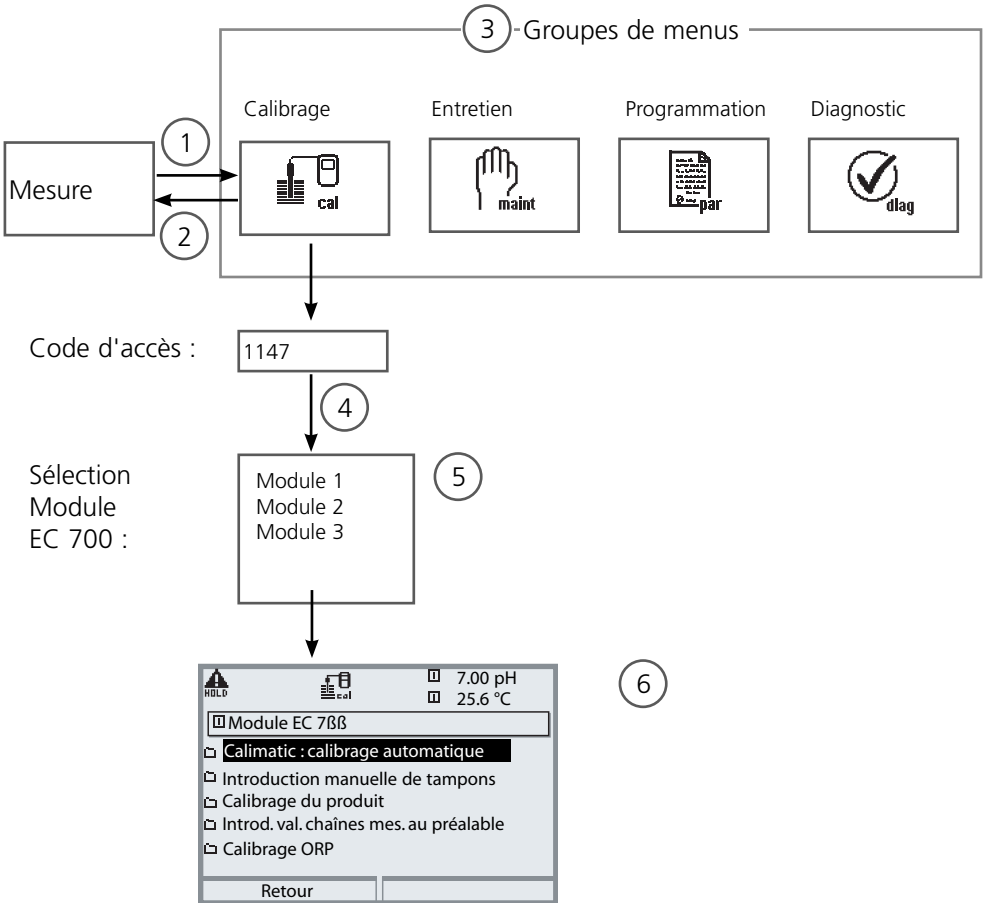 3 Groupes de menus
Calibrage Entretien Programmation Diagnostic
1
Mesure
cal maint par diag
2
Code d'accès : 1147
4
Sélection
Module
EC 700 :
Module 1
Module 2
Module 3
5
HOLD cal 7.00 pH
25.6 °C
Module EC 7ßß
Calimatic : calibrage automatique
Introduction manuelle de tampons
Calibrage du produit
Introd. val. chaînes mes. au préalable
Calibrage ORP
Retour
6